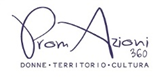 PromAzioni
360
DONNE • TERRITORIO • CULTURA